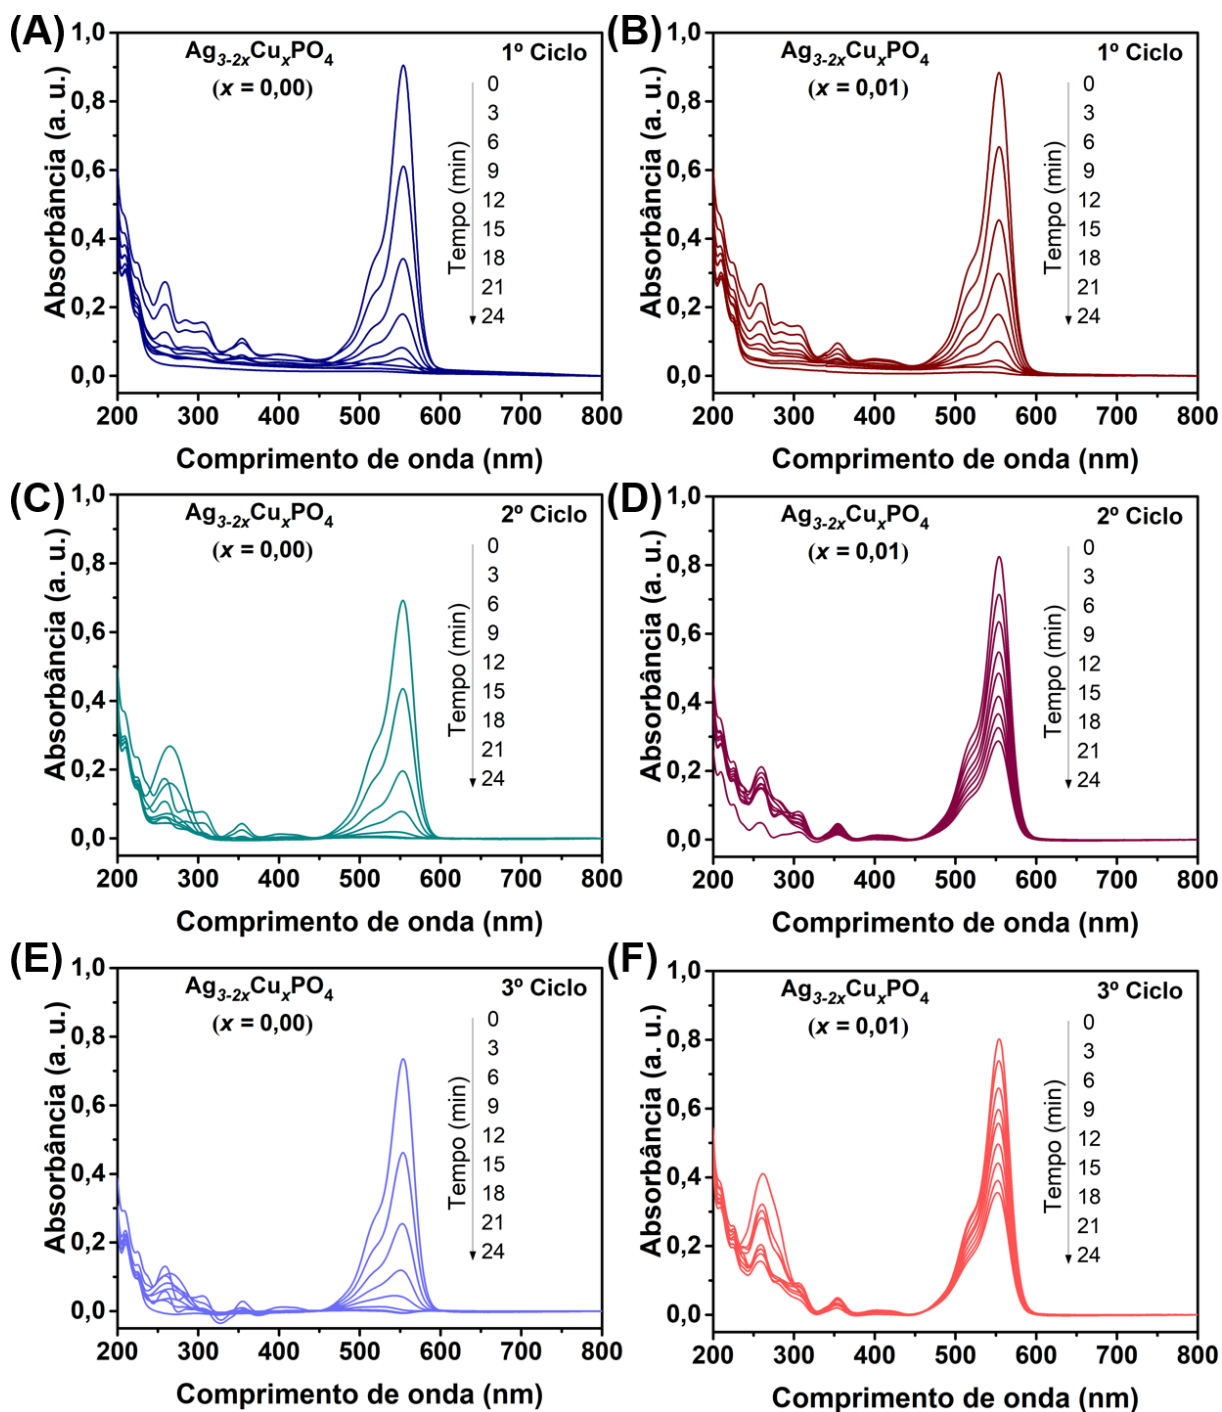 (A)
Ag3-2xCuxPO4
(x = 0,00)
1º Ciclo
Tempo (min)
0
3
6
9
12
15
18
21
24
Absorbância (a. u.)
1,0
0,8
0,6
0,4
0,2
0,0
200 300 400 500 600 700 800
Comprimento de onda (nm)
(B)
Ag3-2xCuxPO4
(x = 0,01)
1º Ciclo
Tempo (min)
0
3
6
9
12
15
18
21
24
Absorbância (a. u.)
1,0
0,8
0,6
0,4
0,2
0,0
200 300 400 500 600 700 800
Comprimento de onda (nm)
(C)
Ag3-2xCuxPO4
(x = 0,00)
2º Ciclo
Tempo (min)
0
3
6
9
12
15
18
21
24
Absorbância (a. u.)
1,0
0,8
0,6
0,4
0,2
0,0
200 300 400 500 600 700 800
Comprimento de onda (nm)
(D)
Ag3-2xCuxPO4
(x = 0,01)
2º Ciclo
Tempo (min)
0
3
6
9
12
15
18
21
24
Absorbância (a. u.)
1,0
0,8
0,6
0,4
0,2
0,0
200 300 400 500 600 700 800
Comprimento de onda (nm)
(E)
Ag3-2xCuxPO4
(x = 0,00)
3º Ciclo
Tempo (min)
0
3
6
9
12
15
18
21
24
Absorbância (a. u.)
1,0
0,8
0,6
0,4
0,2
0,0
200 300 400 500 600 700 800
Comprimento de onda (nm)
(F)
Ag3-2xCuxPO4
(x = 0,01)
3º Ciclo
Tempo (min)
0
3
6
9
12
15
18
21
24
Absorbância (a. u.)
1,0
0,8
0,6
0,4
0,2
0,0
200 300 400 500 600 700 800
Comprimento de onda (nm)